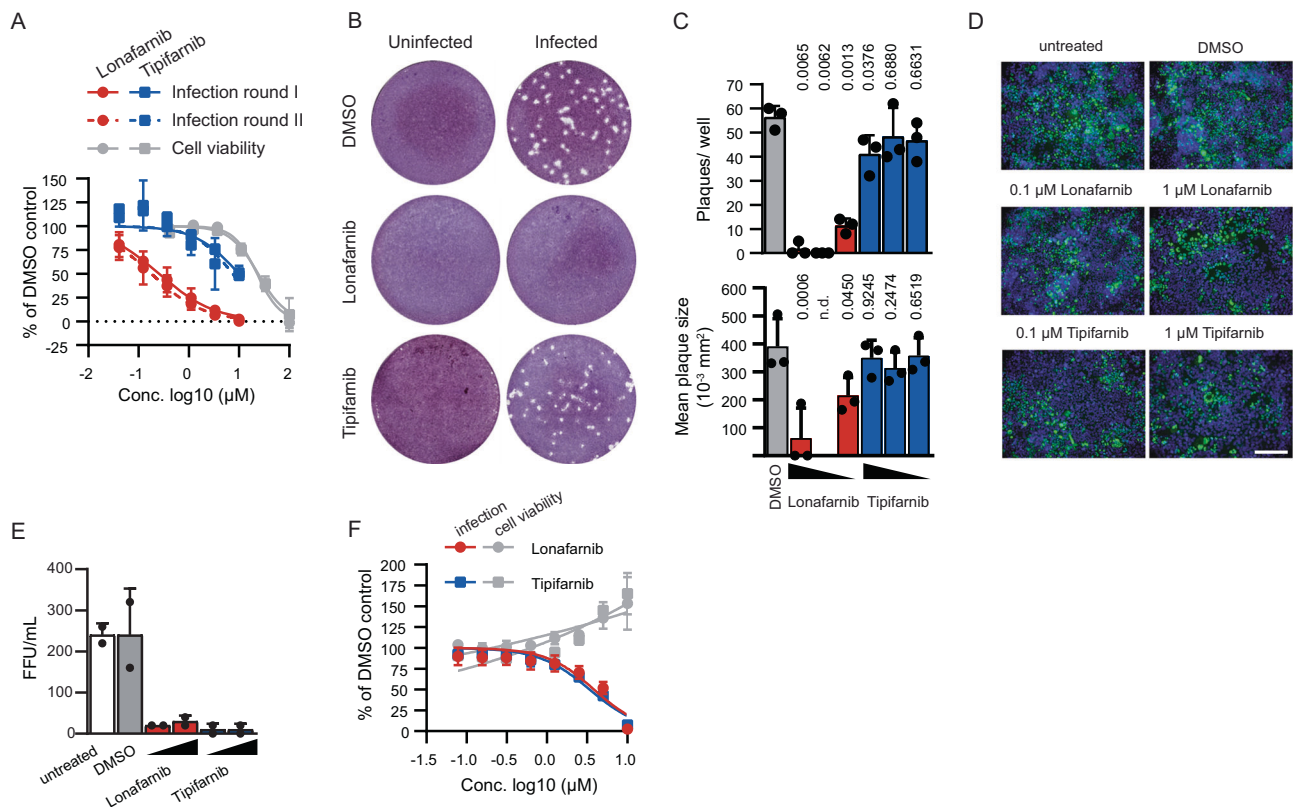 A
Lonafarnib
Tipifarnib
Infection round I
Infection round II
Cell viability
% of DMSO control
150
125
100
75
50
25
0
-25
-2 -1 0 1 2
Conc. log10 (µM)
B
Uninfected Infected
DMSO
Lonafarnib
Tipifarnib
C
0.0065 0.0062 0.0013 0.0376 0.6880 0.6631
Plaques/ well
70
60
50
40
30
20
10
0
0.0006 n.d. 0.0450 0.9245 0.2474 0.6519
Mean plaque size
(10⁻³ mm²)
600
500
400
300
200
100
DMSO
Lonafarnib Tipifarnib
D
untreated DMSO
0.1 µM Lonafarnib 1 µM Lonafarnib
0.1 µM Tipifarnib 1 µM Tipifarnib
E
FFU/mL
400
300
200
100
0
untreated
DMSO
Lonafarnib
Tipifarnib
F
infection
cell viability
Lonafarnib
Tipifarnib
% of DMSO control
200
175
150
125
100
75
50
25
0
-1.5 -1.0 -0.5 0.0 0.5 1.0
Conc. log10 (µM)